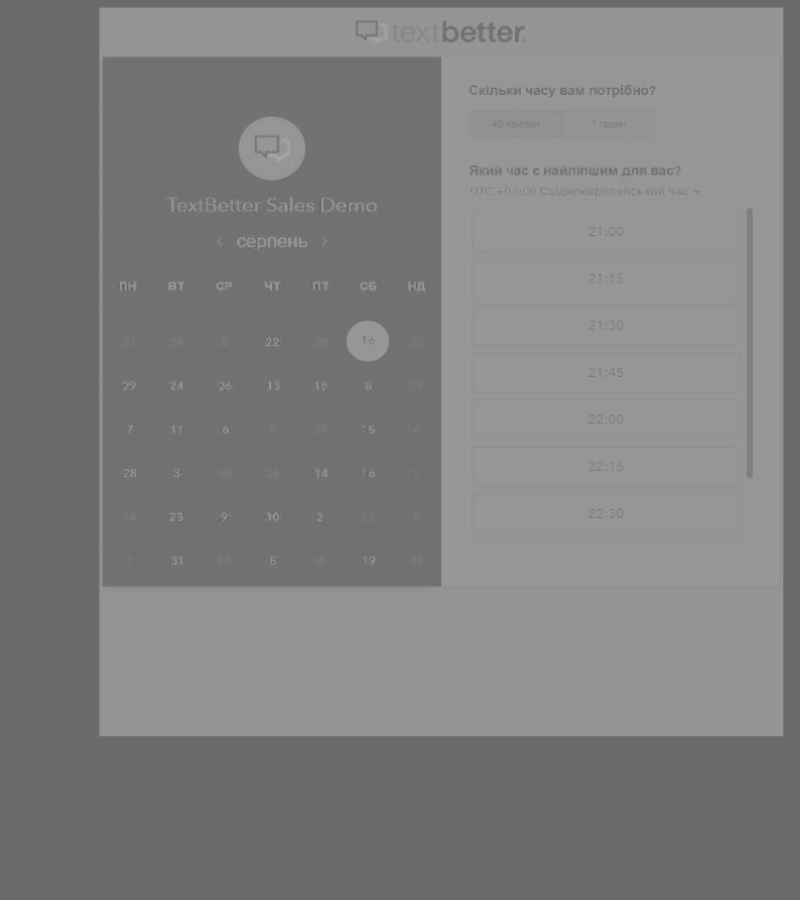 textbetter.
TextBetter Sales Demo
серпень
ПН ВТ СР ЧТ ПТ СБ НД
31 24 8 22 20 16 22
29 24 26 13 18 8 25
7 11 6 8 27 15 4
28 3 10 25 14 16 1
14 23 9 10 2 23 8
2 31 18 5 8 19 31
Скільки часу вам потрібно?
40 хвилин 1 годин
Який час є найліпшим для вас?
UTC +03:00 Східноєвропейський час
21:00
21:15
21:30
21:45
22:00
22:15
22:30